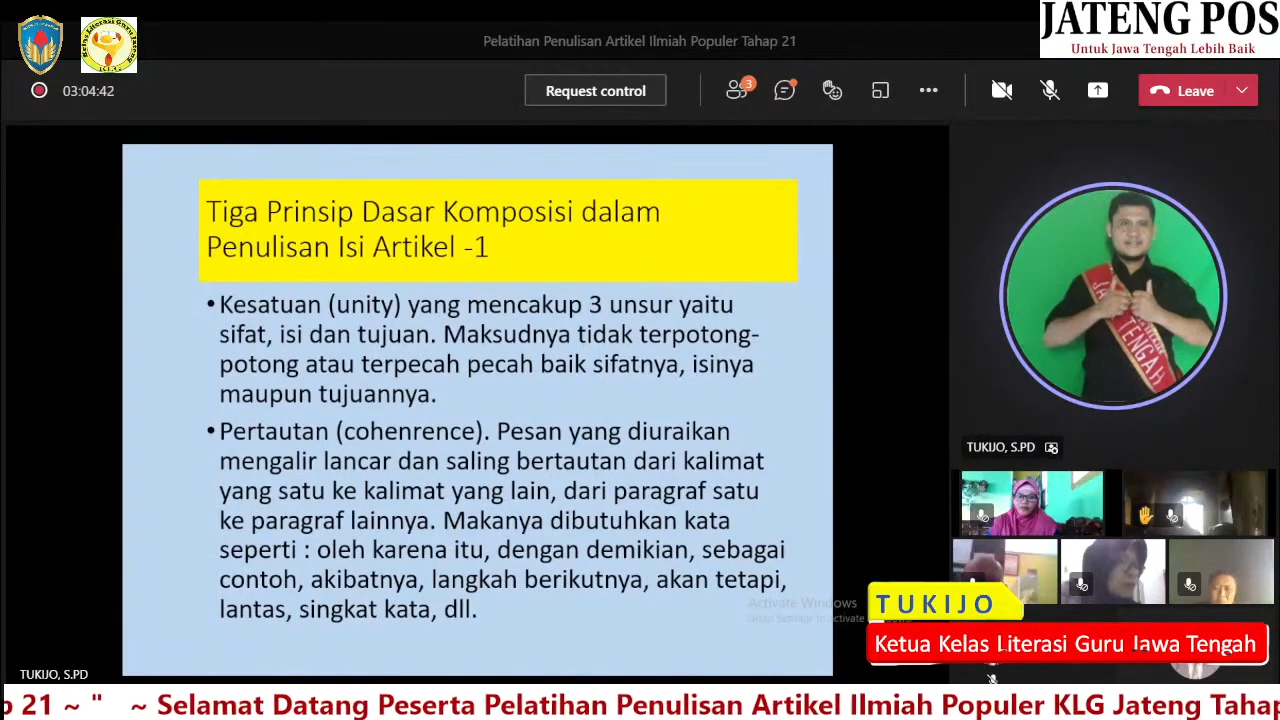 JATENG POS
Untuk Jawa Tengah Lebih Baik
Pelatihan Penulisan Artikel Ilmiah Populer Tahap 21
03:04:42
Request control
3
Leave
Tiga Prinsip Dasar Komposisi dalam
Penulisan Isi Artikel -1
•Kesatuan (unity) yang mencakup 3 unsur yaitu
sifat, isi dan tujuan. Maksudnya tidak terpotong-
potong atau terpecah pecah baik sifatnya, isinya
maupun tujuannya.
•Pertautan (cohenrence). Pesan yang diuraikan
mengalir lancar dan saling bertautan dari kalimat
yang satu ke kalimat yang lain, dari paragraf satu
ke paragraf lainnya. Makanya dibutuhkan kata
seperti : oleh karena itu, dengan demikian, sebagai
contoh, akibatnya, langkah berikutnya, akan tetapi,
lantas, singkat kata, dll.
TENGAH
TUKIJO, S.PD
Activate Windows
TUKIJO
Ketua Kelas Literasi Guru Jawa Tengah
TUKIJO, S.PD
21 ~ " ~ Selamat Datang Peserta Pelatihan Penulisan Artikel Ilmiah Populer KLG Jateng Tahap